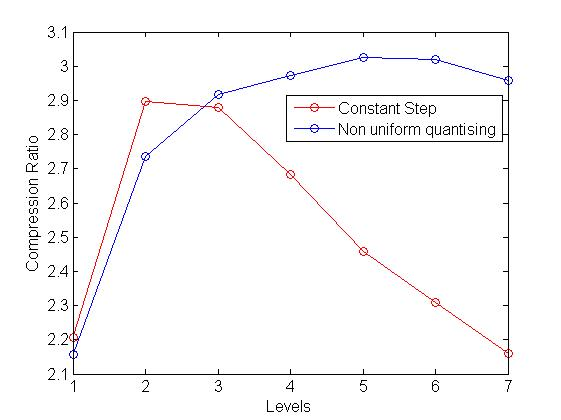 3.1
3
2.9
2.8
2.7
2.6
2.5
2.4
2.3
2.2
2.1
Compression Ratio
Constant Step
Non uniform quantising
1 2 3 4 5 6 7
Levels